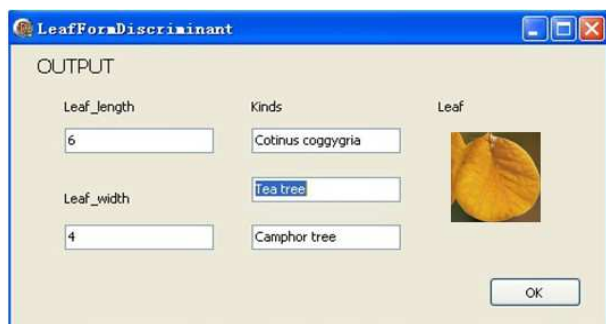 LeafFormDiscriminant
OUTPUT
Leaf_length
Kinds
Leaf
6
Cotinus coggygria
Tea tree
Leaf_width
4
Camphor tree
OK